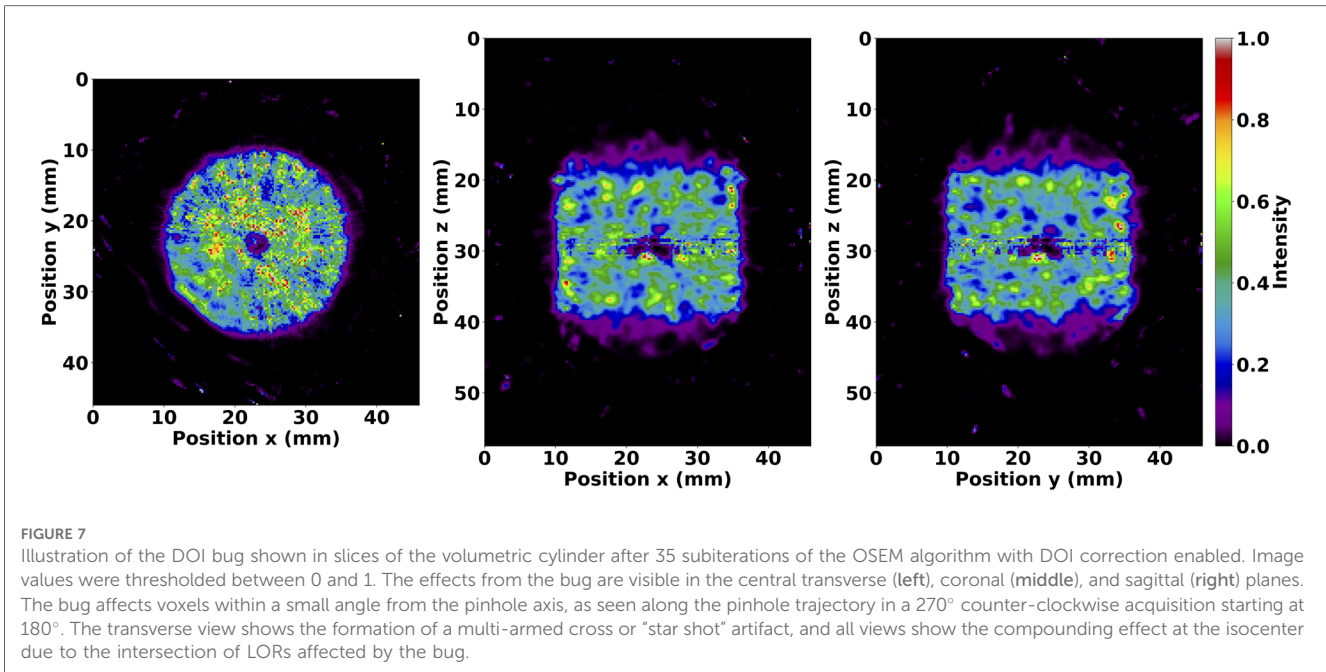 0
10
20
30
40
Position y (mm)
0
10
20
30
40
Position x (mm)
0
10
20
30
40
50
Position z (mm)
0
10
20
30
40
Position x (mm)
0
10
20
30
40
50
Position z (mm)
0
10
20
30
40
Position y (mm)
1.0
0.8
0.6
0.4
0.2
0.0
Intensity
FIGURE 7
Illustration of the DOI bug shown in slices of the volumetric cylinder after 35 subiterations of the OSEM algorithm with DOI correction enabled. Image
values were thresholded between 0 and 1. The effects from the bug are visible in the central transverse (left), coronal (middle), and sagittal (right) planes.
The bug affects voxels within a small angle from the pinhole axis, as seen along the pinhole trajectory in a 270° counter-clockwise acquisition starting at
180°. The transverse view shows the formation of a multi-armed cross or "star shot" artifact, and all views show the compounding effect at the isocenter
due to the intersection of LORs affected by the bug.